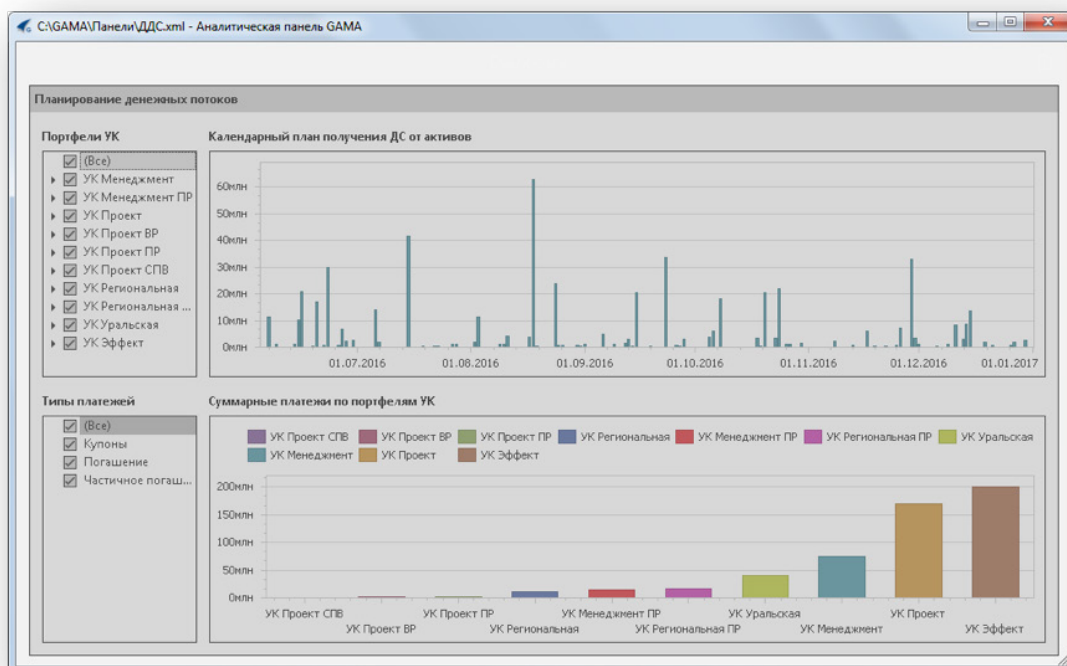 C:\GAMA\Панели\ДДС.xml - Аналитическая панель GAMA
Планирование денежных потоков
Портфели УК
(Все)
УК Менеджмент
УК Менеджмент ПР
УК Проект
УК Проект ВР
УК Проект ПР
УК Проект СПВ
УК Региональная
УК Региональная ...
УК Уральская
УК Эффект
Календарный план получения ДС от активов
60млн
50млн
40млн
30млн
20млн
10млн
0млн
01.07.2016 01.08.2016 01.09.2016 01.10.2016 01.11.2016 01.12.2016 01.01.2017
Типы платежей
(Все)
Купоны
Погашение
Частичное погаш...
Суммарные платежи по портфелям УК
УК Проект СПВ УК Проект ВР УК Проект ПР УК Региональная УК Менеджмент ПР УК Региональная ПР УК Уральская
УК Менеджмент УК Проект УК Эффект
200млн
150млн
100млн
50млн
0млн
УК Проект СПВ УК Проект ПР УК Менеджмент ПР УК Уральская УК Проект
УК Проект ВР УК Региональная УК Региональная ПР УК Менеджмент УК Эффект